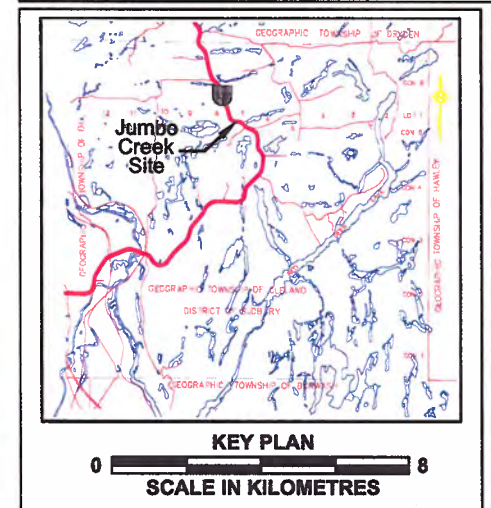 GEOGRAPHIC TOWNSHIP OF DRYDEN
Jumbo
Creek
Site
GEOGRAPHIC TOWNSHIP OF HAWLEY
GEOGRAPHIC TOWNSHIP OF CLELAND
DISTRICT OF SUDBURY
GEOGRAPHIC TOWNSHIP OF BURWASH
KEY PLAN
0 8
SCALE IN KILOMETRES